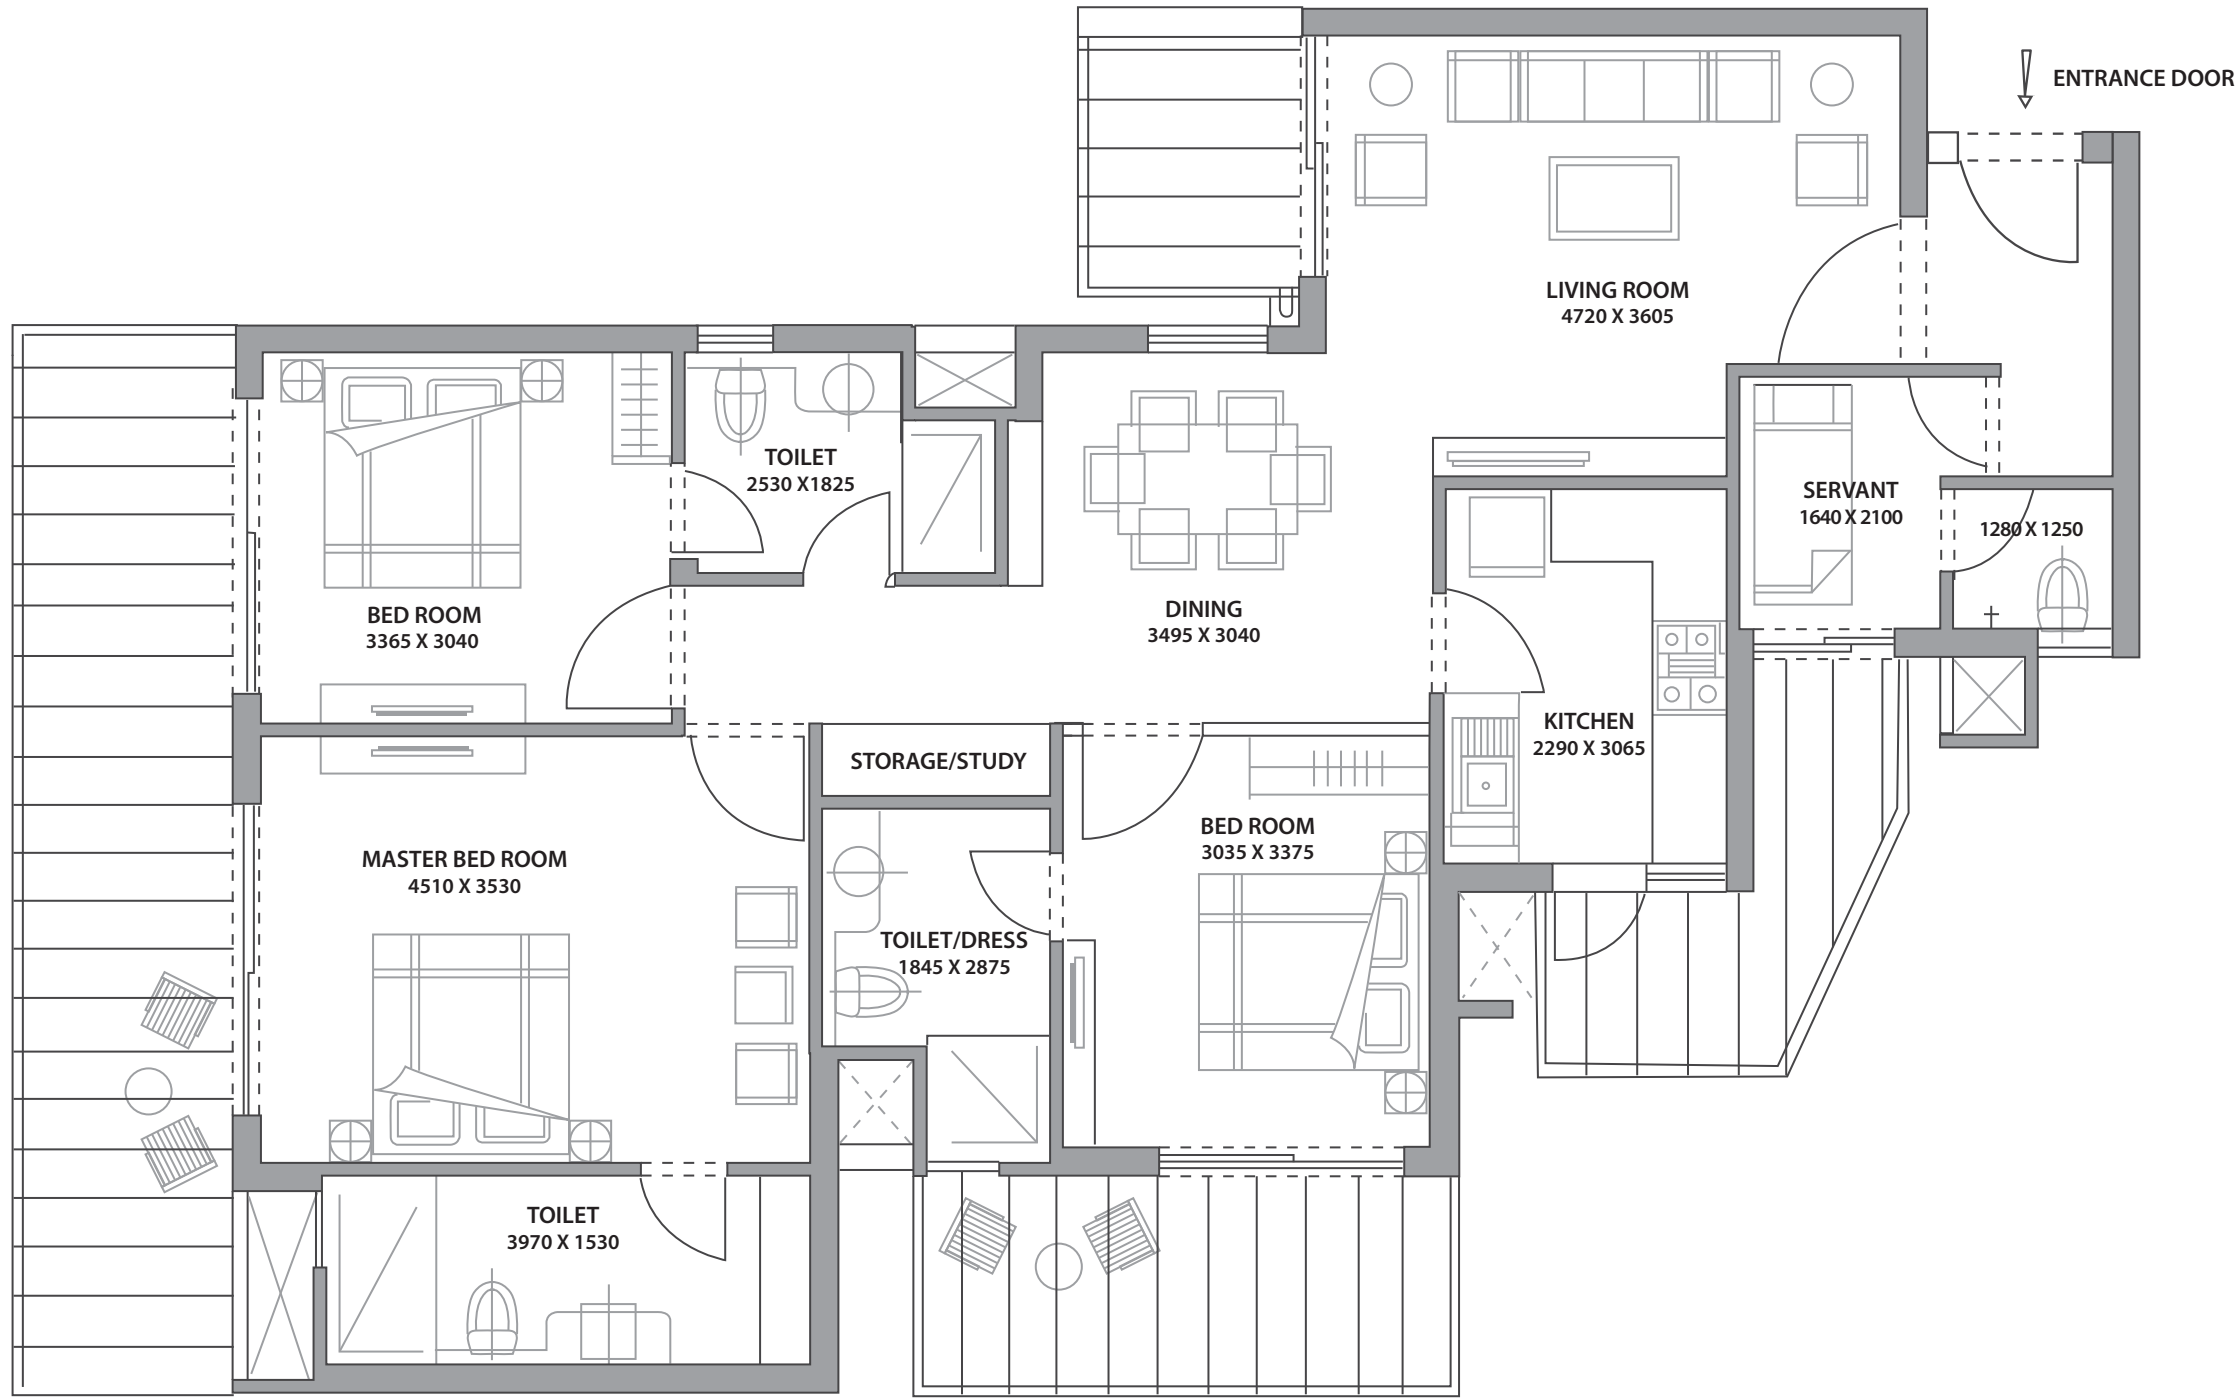 ENTRANCE DOOR
LIVING ROOM
4720 X 3605
TOILET
2530 X1825
SERVANT
1640 X 2100
1280 X 1250
BED ROOM
3365 X 3040
DINING
3495 X 3040
KITCHEN
2290 X 3065
STORAGE/STUDY
BED ROOM
3035 X 3375
MASTER BED ROOM
4510 X 3530
TOILET/DRESS
1845 X 2875
TOILET
3970 X 1530